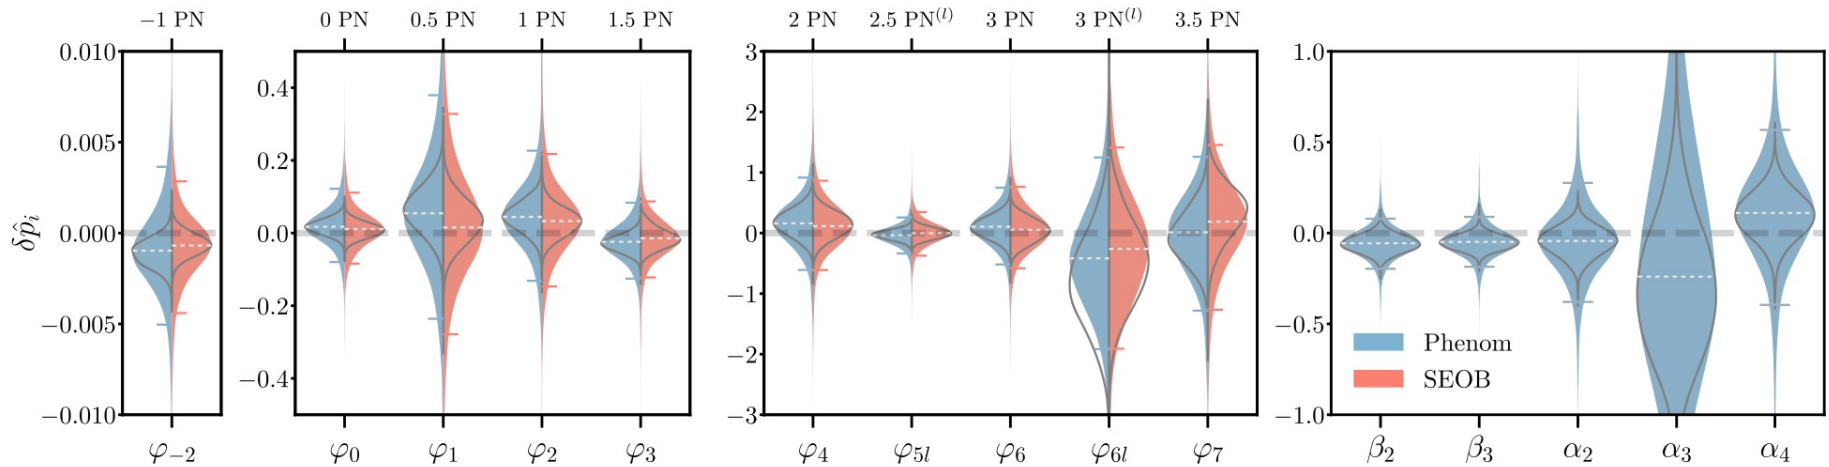 −1 PN
0 PN 0.5 PN 1 PN 1.5 PN
2 PN 2.5 PN⁽ˡ⁾ 3 PN 3 PN⁽ˡ⁾ 3.5 PN
δp̂ᵢ
0.010
0.005
0.000
−0.005
−0.010
0.4
0.2
0.0
−0.2
−0.4
3
2
1
0
−1
−2
−3
1.0
0.5
0.0
−0.5
−1.0
Phenom
SEOB
φ₋₂
φ₀ φ₁ φ₂ φ₃
φ₄ φ₅ₗ φ₆ φ₆ₗ φ₇
β₂ β₃ α₂ α₃ α₄